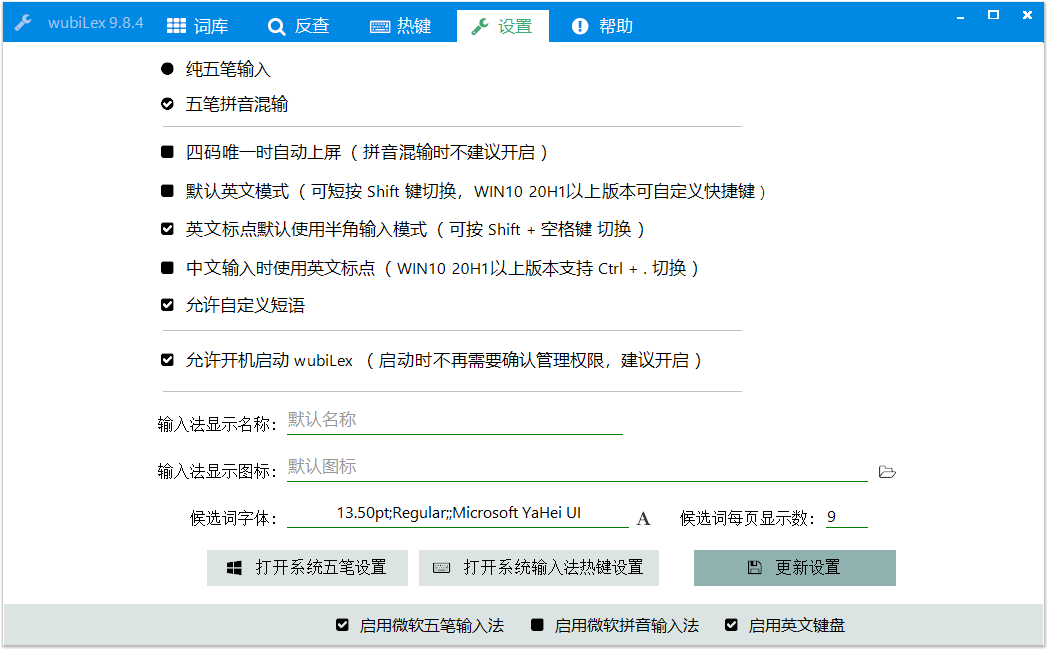 wubiLex 9.8.4 词库 反查 热键 设置 帮助
纯五笔输入
五笔拼音混输
四码唯一时自动上屏（拼音混输时不建议开启）
默认英文模式（可短按 Shift 键切换，WIN10 20H1以上版本可自定义快捷键）
英文标点默认使用半角输入模式（可按 Shift + 空格键 切换）
中文输入时使用英文标点（WIN10 20H1以上版本支持 Ctrl + . 切换）
允许自定义短语
允许开机启动 wubiLex （启动时不再需要确认管理权限，建议开启）
输入法显示名称： 默认名称
输入法显示图标： 默认图标
候选词字体： 13.50pt;Regular;;Microsoft YaHei UI A 候选词每页显示数： 9
打开系统五笔设置 打开系统输入法热键设置 更新设置
启用微软五笔输入法 启用微软拼音输入法 启用英文键盘